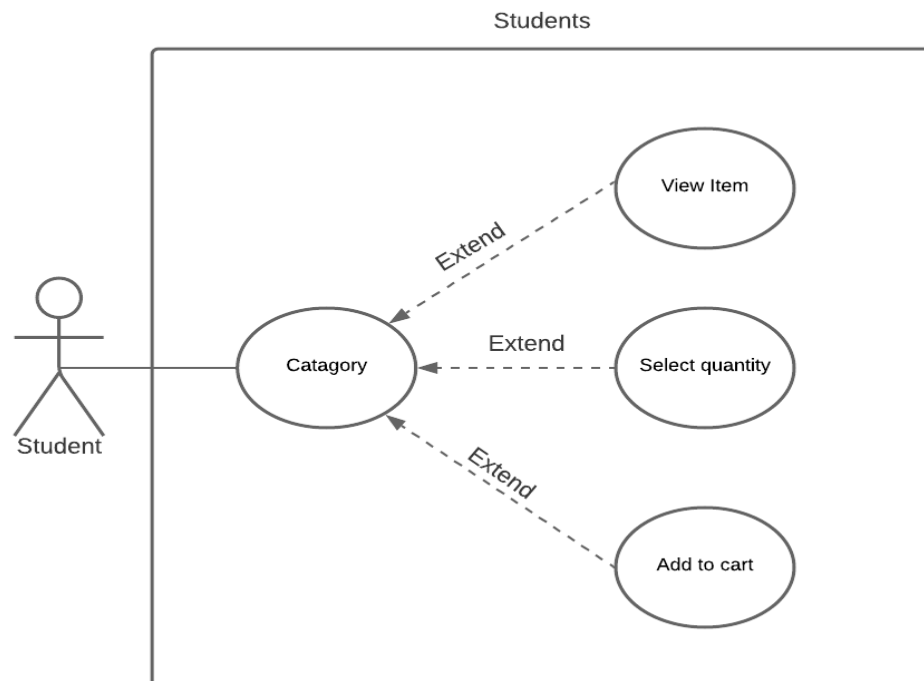 Students
View Item
Extend
Extend
Catagory
Select quantity
Student
Extend
Add to cart